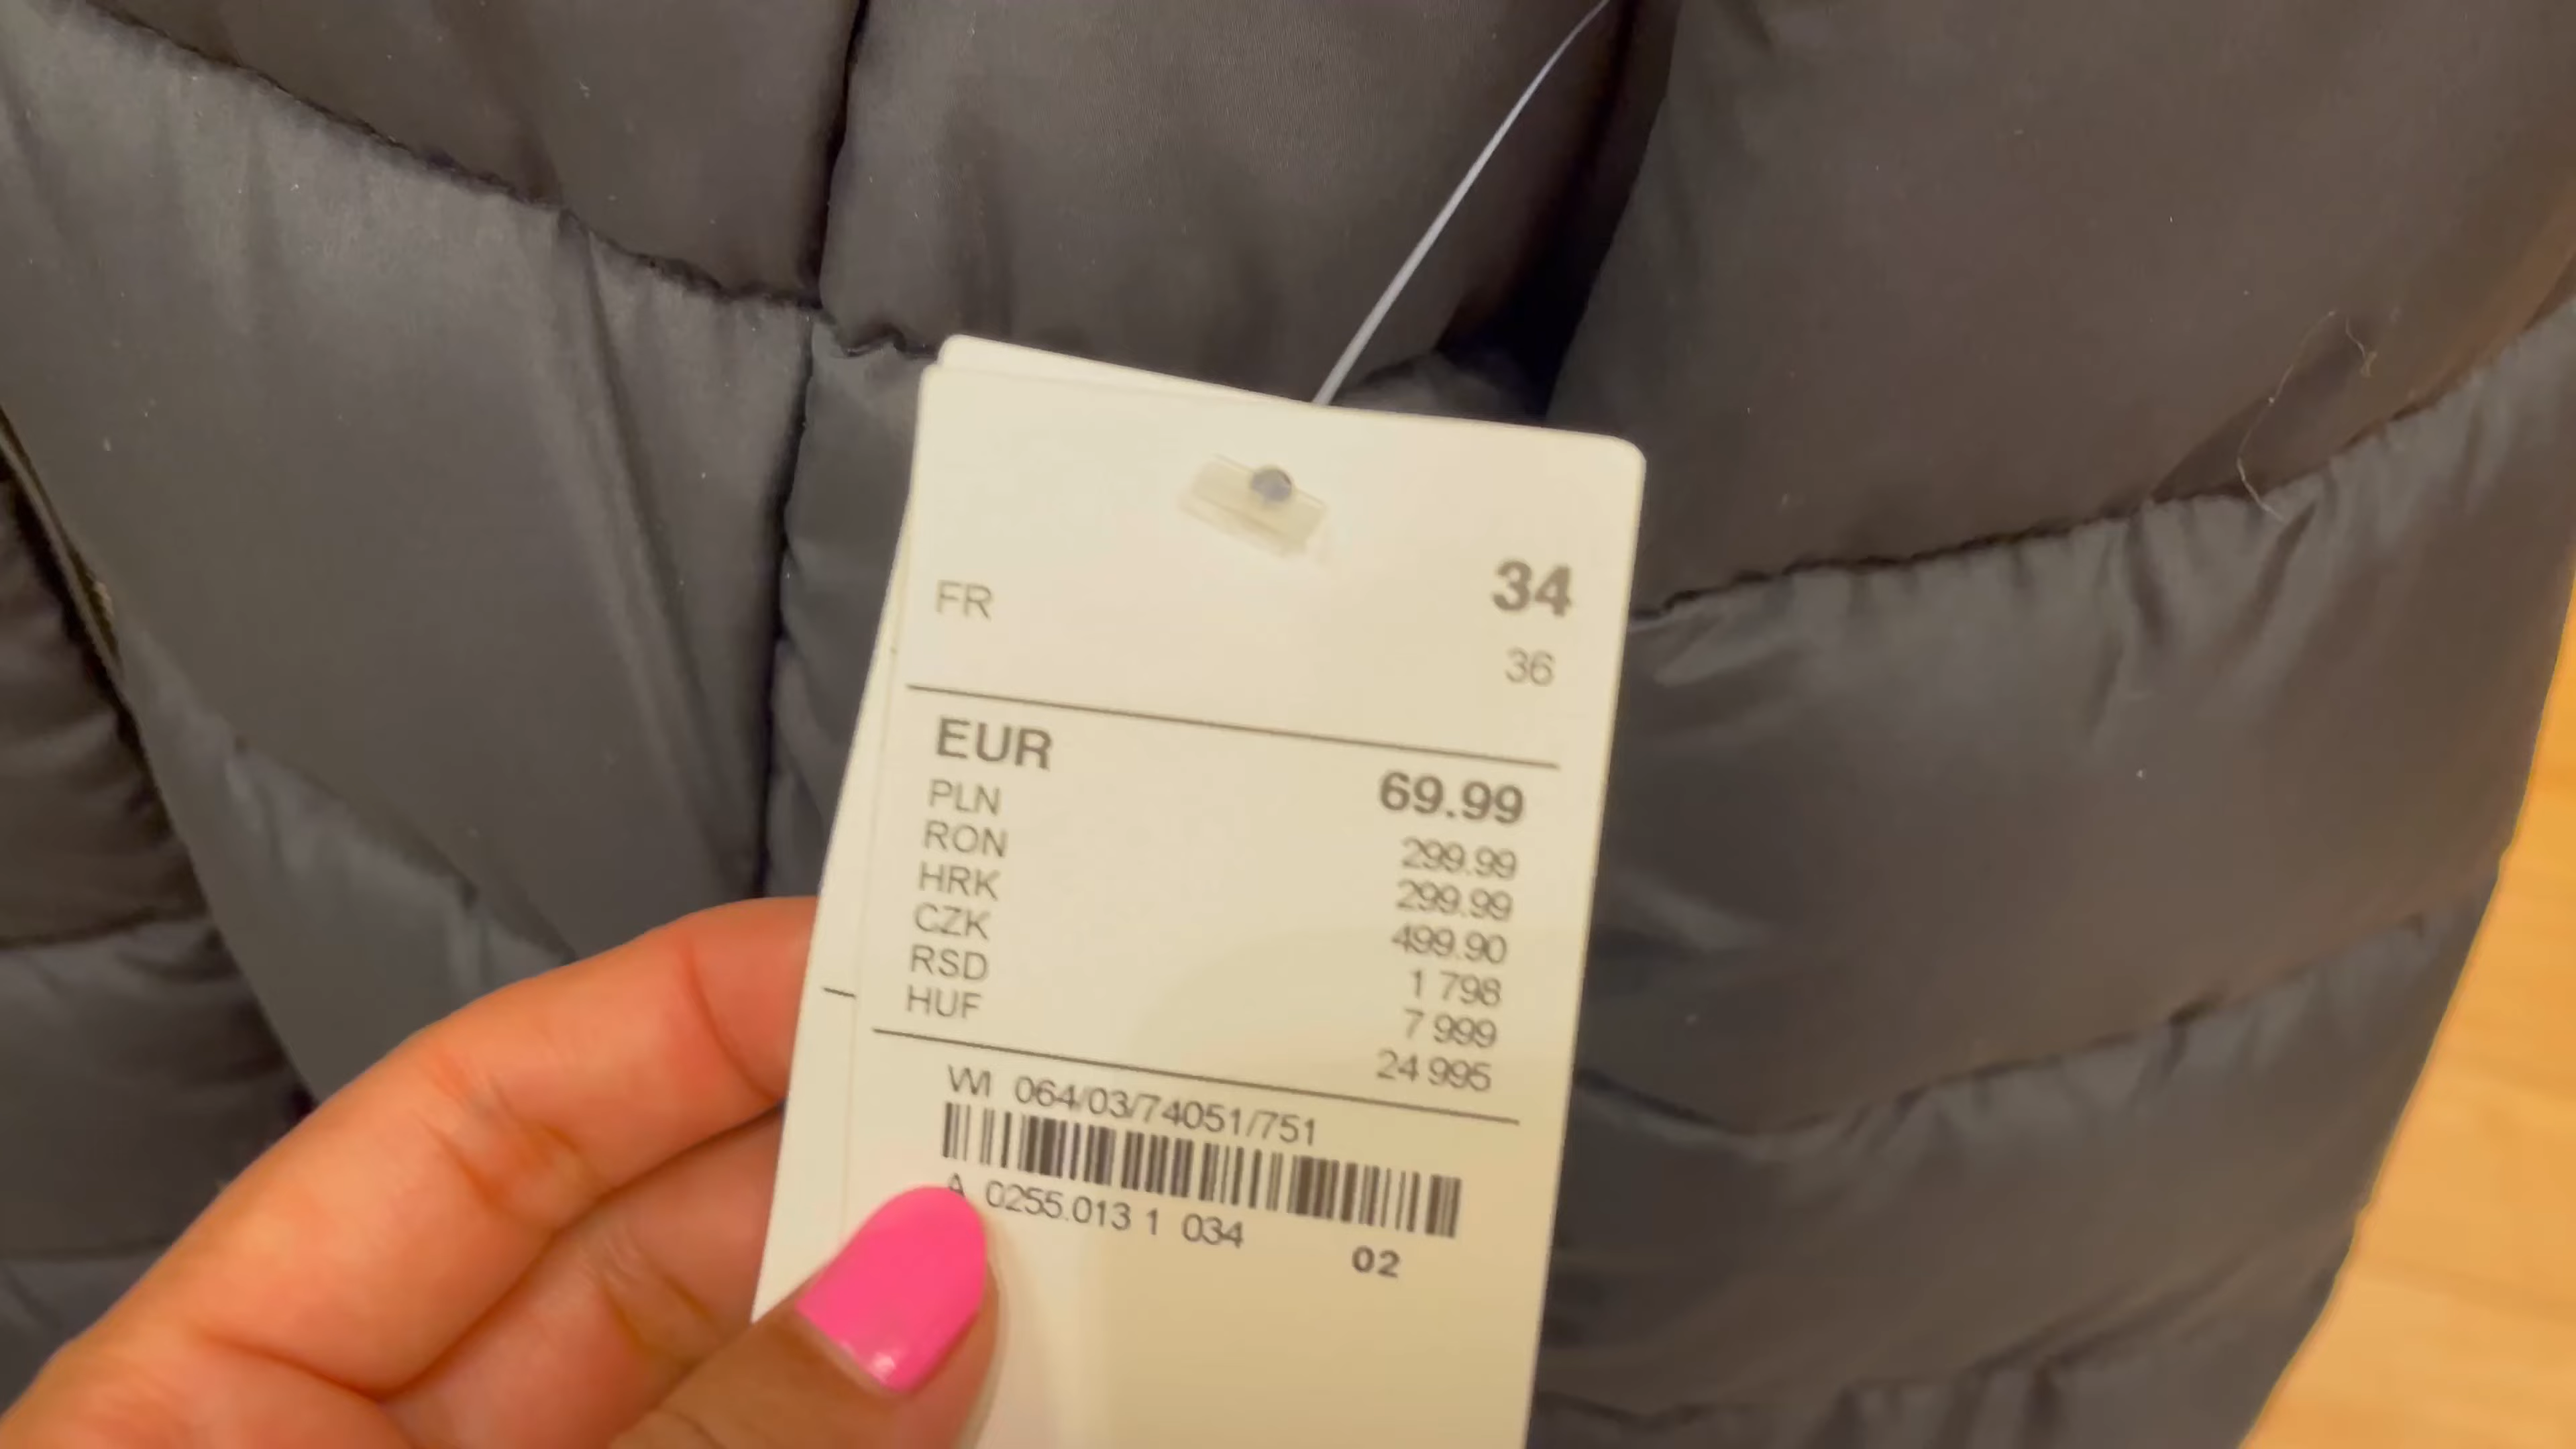 34
FR 36
EUR 69.99
PLN 299.99
RON 299.99
HRK 499.90
CZK 1 798
RSD 7 999
HUF 24 995
WI 064/03/74051/751
A 0255.013 1 034 02